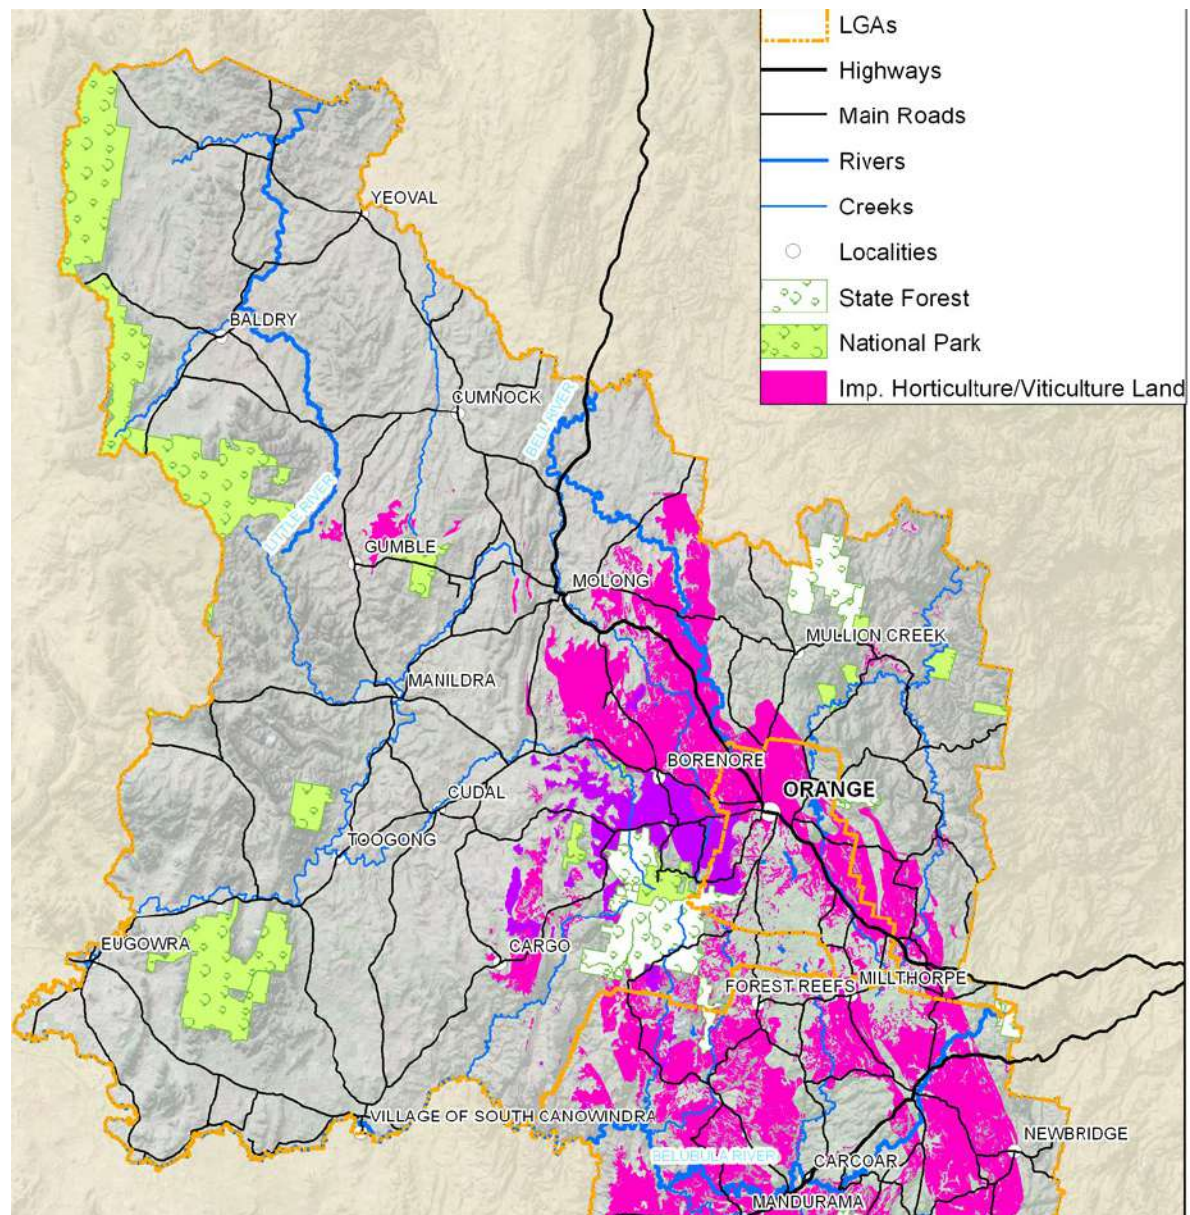 LGAs
Highways
Main Roads
Rivers
Creeks
Localities
State Forest
National Park
Imp. Horticulture/Viticulture Land
YEOVAL
BALDRY
CUMNOCK
BELL RIVER
LITTLE RIVER
GUMBLE
MOLONG
MULLION CREEK
MANILDRA
BORENORE
ORANGE
CUDAL
TOOGONG
EUGOWRA
CARGO
FOREST REEFS
MILLTHORPE
VILLAGE OF SOUTH CANOWINDRA
NEWBRIDGE
BELUBULA RIVER
CARCOAR
MANDURAMA